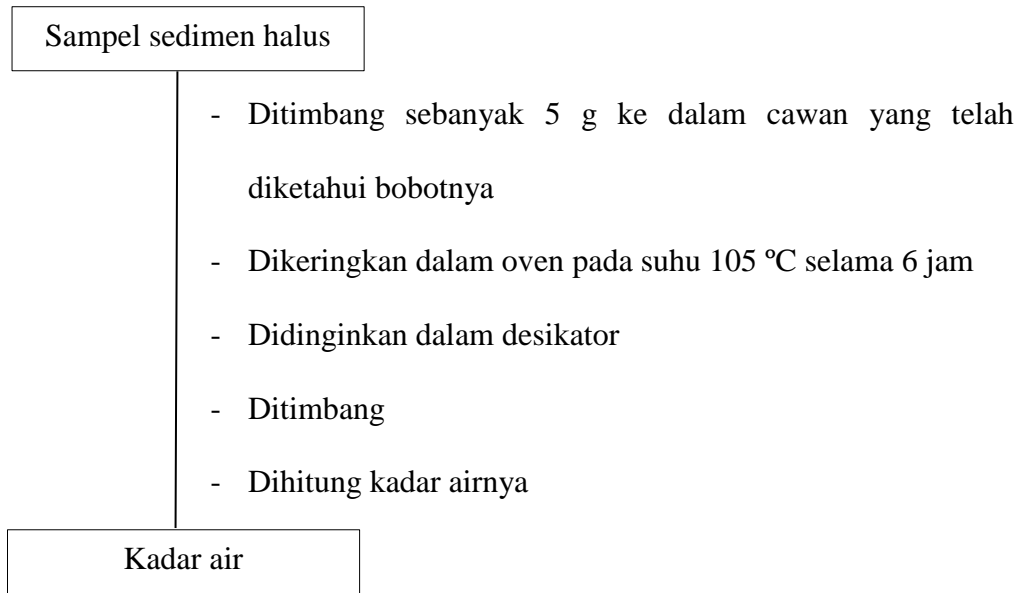 Sampel sedimen halus
- Ditimbang sebanyak 5 g ke dalam cawan yang telah
diketahui bobotnya
- Dikeringkan dalam oven pada suhu 105 ºC selama 6 jam
- Didinginkan dalam desikator
- Ditimbang
- Dihitung kadar airnya
Kadar air